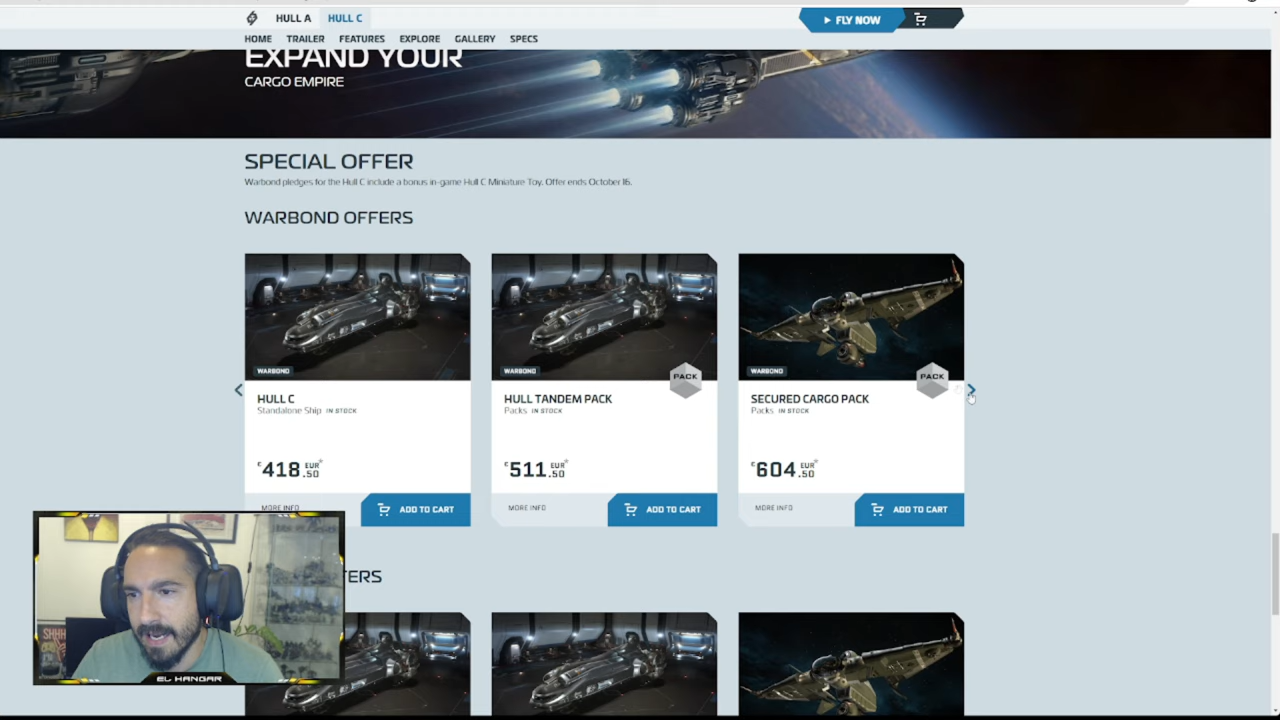 HULL A HULL C
FLY NOW
HOME TRAILER FEATURES EXPLORE GALLERY SPECS
EXPAND YOUR
CARGO EMPIRE
SPECIAL OFFER
Warbond pledges for the Hull C include a bonus in-game Hull C Miniature Toy. Offer ends October 16.
WARBOND OFFERS
WARBOND
HULL C
Standalone Ship IN STOCK
€418 EUR* .50
MORE INFO
ADD TO CART
WARBOND
PACK
HULL TANDEM PACK
Packs IN STOCK
€511 EUR* .50
MORE INFO
ADD TO CART
WARBOND
PACK
SECURED CARGO PACK
Packs IN STOCK
€604 EUR* .50
MORE INFO
ADD TO CART
TERS
SHHH
EL HANGAR